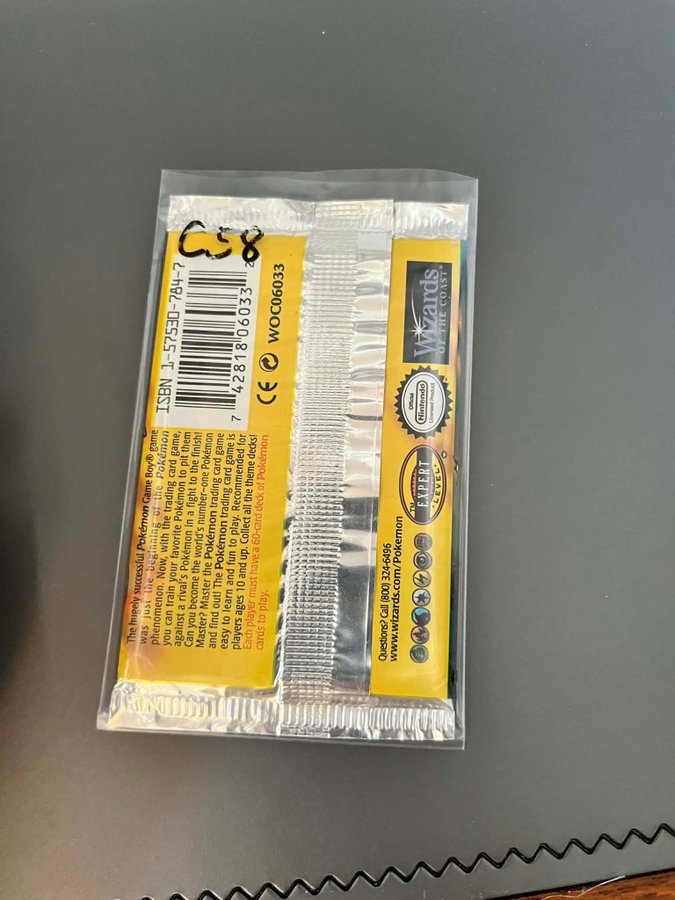 C58
ISBN 1-57530-784-7
7 42818 06033 2
CE WOC06033
The hugely successful Pokémon Game Boy® game
was just the beginning of the Pokémon
phenomenon. Now, with the trading card game,
you can train your favorite Pokémon to pit them
against a rival's Pokémon in a fight to the finish!
Can you become the world's number-one Pokémon
Master? Master the Pokémon trading card game
and find out! The Pokémon trading card game is
easy to learn and fun to play. Recommended for
players ages 10 and up. Collect all the theme decks!
Each player must have a 60-card deck of Pokémon
cards to play.
Wizards
OF THE COAST®
Official
Nintendo
Licensed Product
EXPERT
LEVEL
TM
Questions? Call (800) 324-6496
www.wizards.com/Pokemon